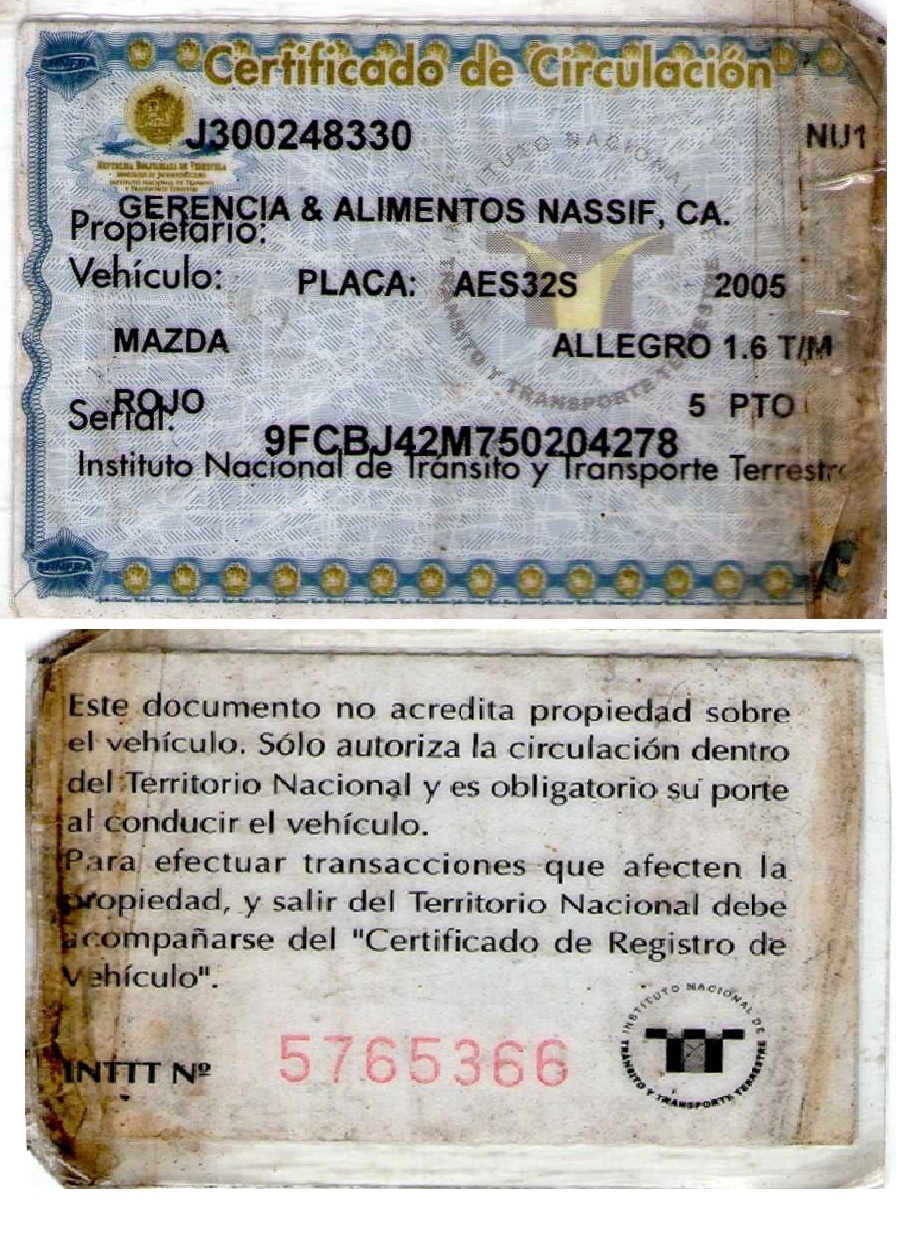 Certificado de Circulación
J300248330 NU1
REPÚBLICA BOLIVARIANA DE VENEZUELA
INSTITUTO NACIONAL DE TRÁNSITO
Y TRANSPORTE TERRESTRE
GERENCIA & ALIMENTOS NASSIF, CA.
Propietario:
Vehículo: PLACA: AES32S 2005
MAZDA ALLEGRO 1.6 T/M
ROJO 5 PTO
Serial:
9FCBJ42M750204278
Instituto Nacional de Tránsito y Transporte Terrestre
INSTITUTO NACIONAL
TRÁNSITO Y TRANSPORTE TERRESTRE
Este documento no acredita propiedad sobre
el vehículo. Sólo autoriza la circulación dentro
del Territorio Nacional y es obligatorio su porte
al conducir el vehículo.
Para efectuar transacciones que afecten la
propiedad, y salir del Territorio Nacional debe
acompañarse del "Certificado de Registro de
Vehículo".
INTTT Nº 5765366
INSTITUTO NACIONAL DE
TRÁNSITO Y TRANSPORTE TERRESTRE